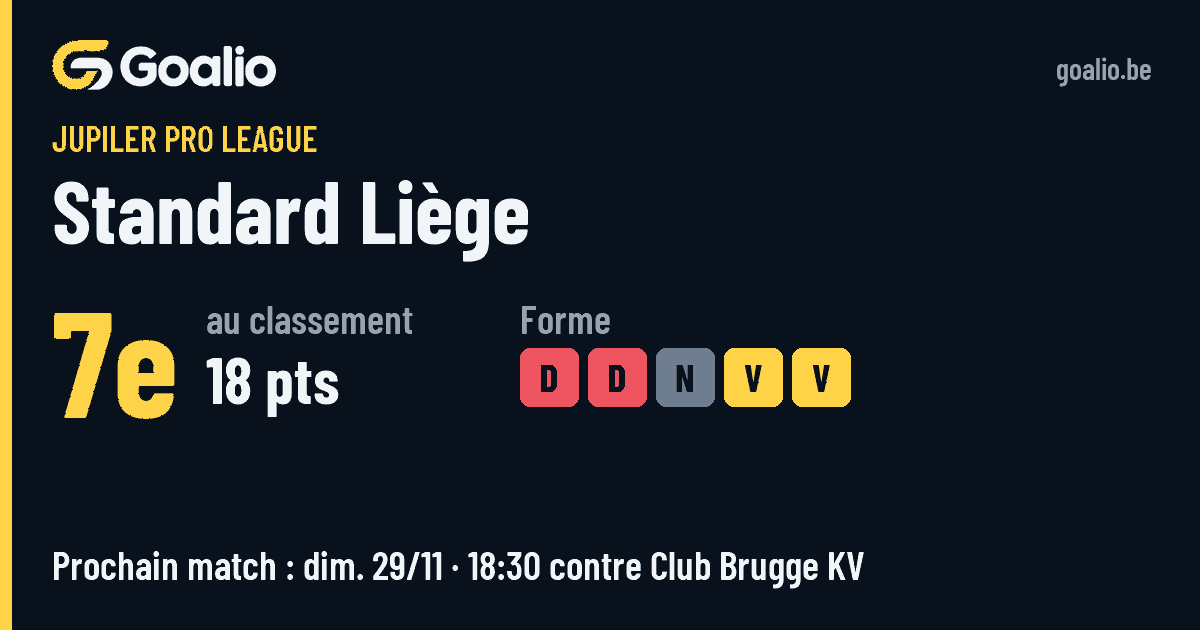 Goalio
goalio.be
JUPILER PRO LEAGUE
Standard Liège
7e
au classement
18 pts
Forme
D D N V V
Prochain match : dim. 29/11 · 18:30 contre Club Brugge KV